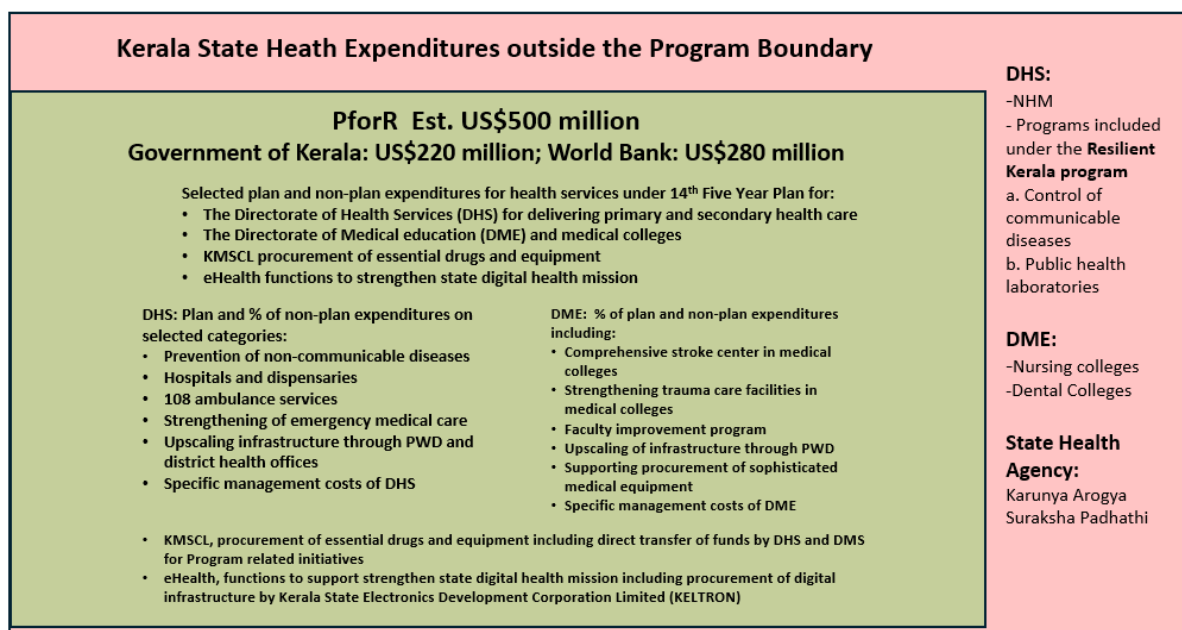 Kerala State Heath Expenditures outside the Program Boundary
PforR Est. US$500 million
Government of Kerala: US$220 million; World Bank: US$280 million
Selected plan and non-plan expenditures for health services under 14th Five Year Plan for:
• The Directorate of Health Services (DHS) for delivering primary and secondary health care
• The Directorate of Medical education (DME) and medical colleges
• KMSCL procurement of essential drugs and equipment
• eHealth functions to strengthen state digital health mission
DHS: Plan and % of non-plan expenditures on
selected categories:
• Prevention of non-communicable diseases
• Hospitals and dispensaries
• 108 ambulance services
• Strengthening of emergency medical care
• Upscaling infrastructure through PWD and
district health offices
• Specific management costs of DHS
DME: % of plan and non-plan expenditures
including:
• Comprehensive stroke center in medical
colleges
• Strengthening trauma care facilities in
medical colleges
• Faculty improvement program
• Upscaling of infrastructure through PWD
• Supporting procurement of sophisticated
medical equipment
• Specific management costs of DME
• KMSCL, procurement of essential drugs and equipment including direct transfer of funds by DHS and DMS
for Program related initiatives
• eHealth, functions to support strengthen state digital health mission including procurement of digital
infrastructure by Kerala State Electronics Development Corporation Limited (KELTRON)
DHS:
-NHM
- Programs included
under the Resilient
Kerala program
a. Control of
communicable
diseases
b. Public health
laboratories
DME:
-Nursing colleges
-Dental Colleges
State Health
Agency:
Karunya Arogya
Suraksha Padhathi